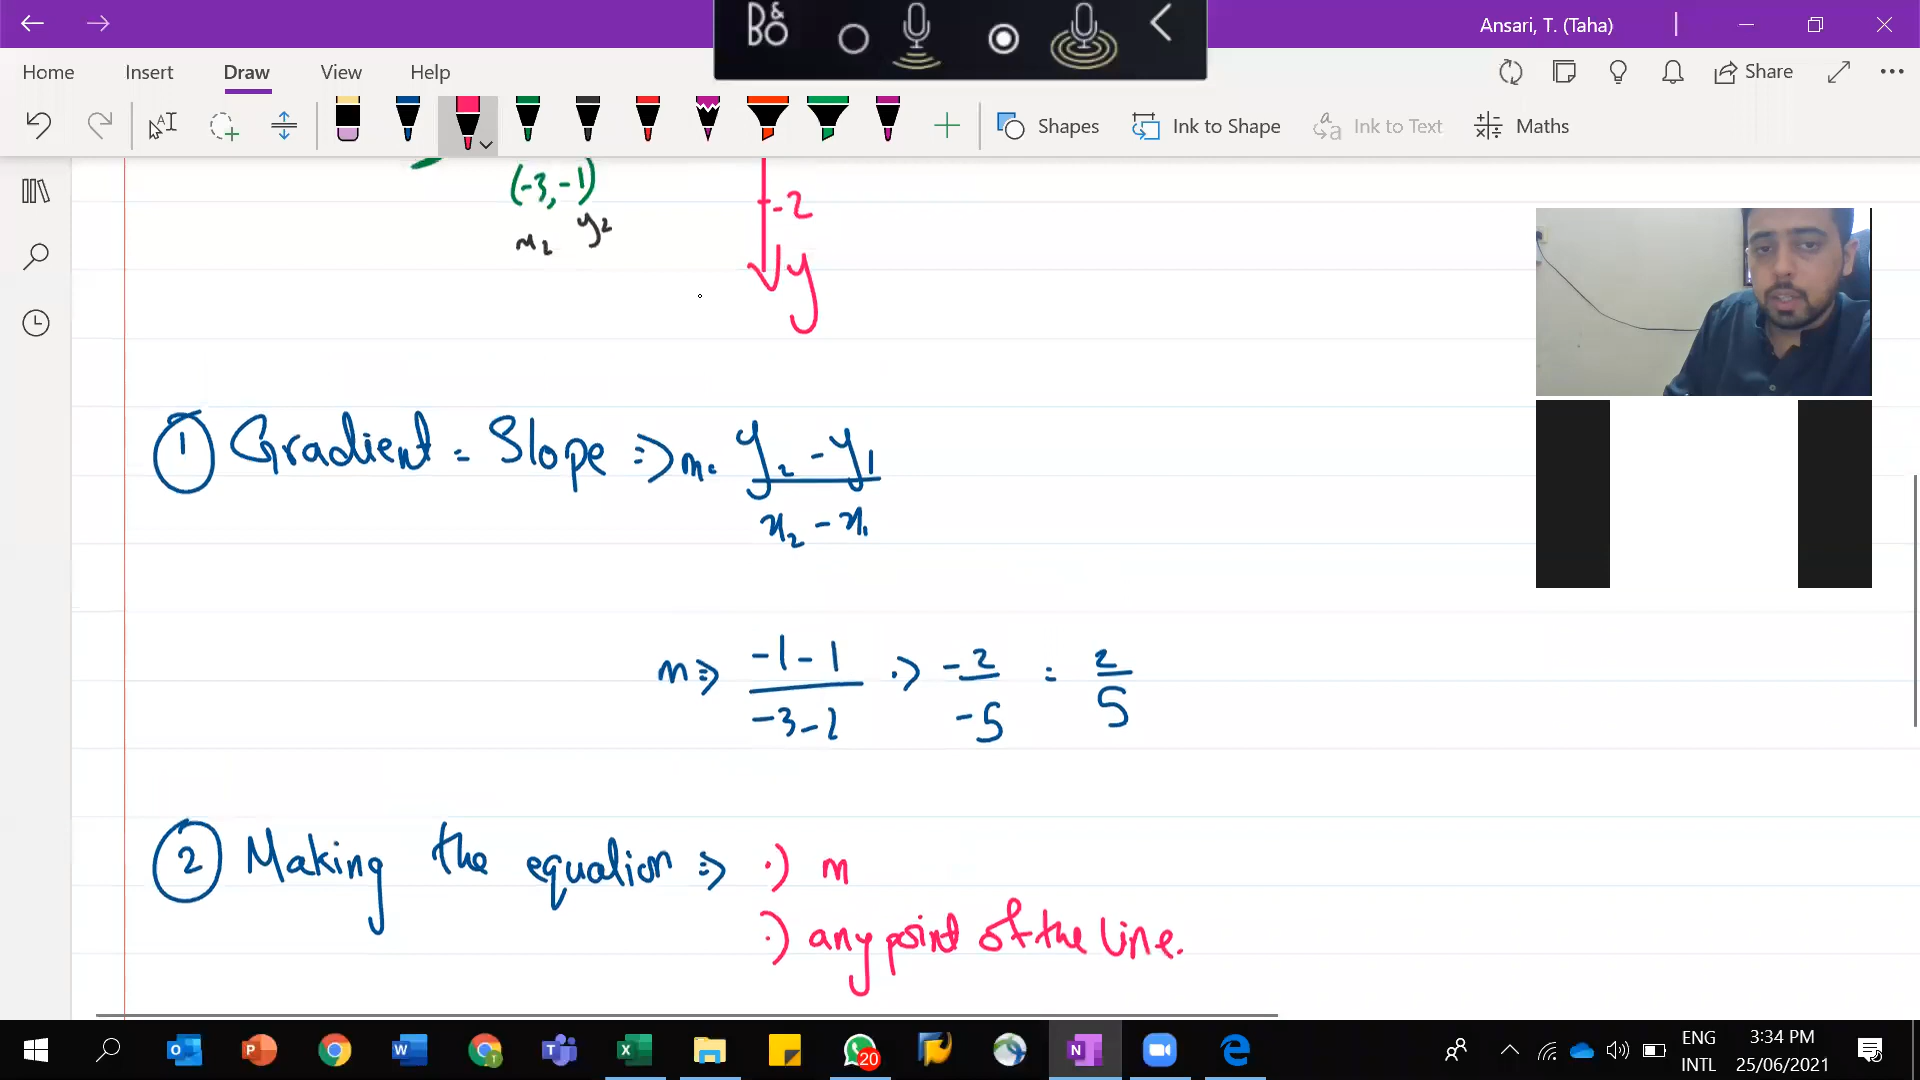 B&O
Ansari, T. (Taha)
Home Insert Draw View Help
Share
Shapes Ink to Shape Ink to Text Maths
(-3,-1)
x2 y2
-2
y
① Gradient = Slope => m = y2 - y1
x2 - x1
m => -1-1 => -2 = 2
-3-2 -5 5
② Making the equation => .) m
.) any point of the line.
20
ENG 3:34 PM
INTL 25/06/2021